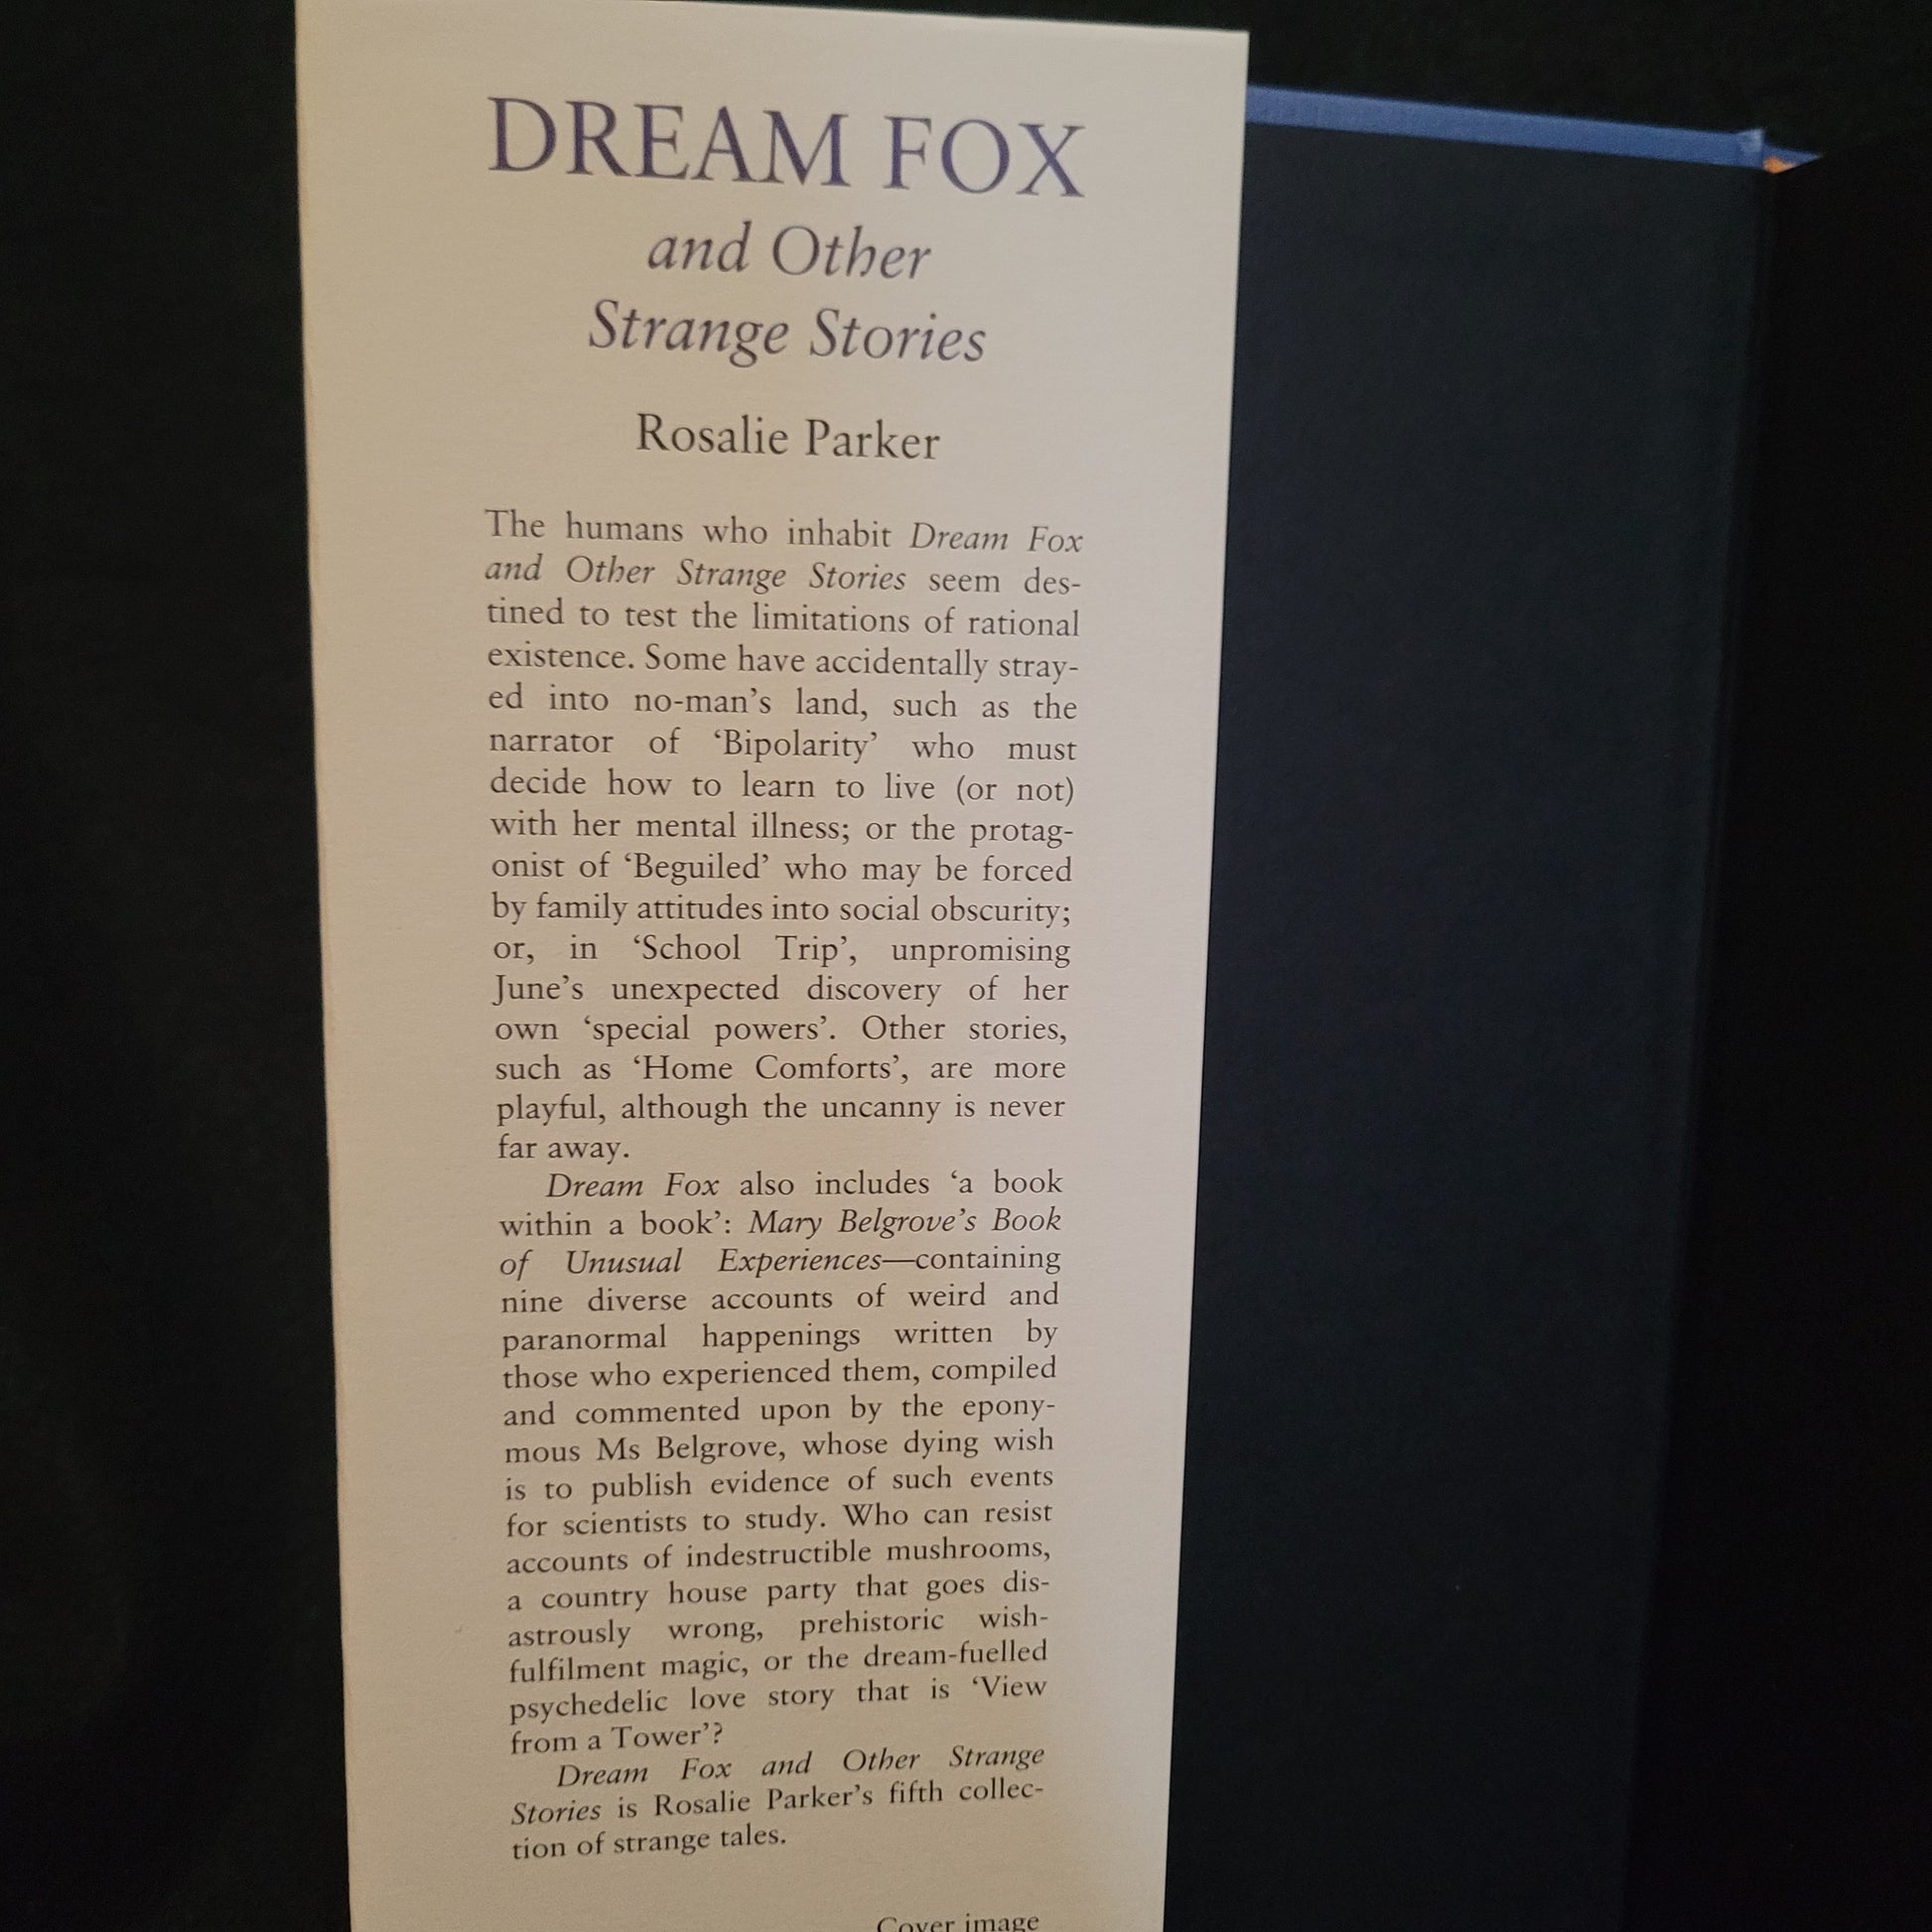 DREAM FOX
and Other
Strange Stories
Rosalie Parker
The humans who inhabit Dream Fox
and Other Strange Stories seem des-
tined to test the limitations of rational
existence. Some have accidentally stray-
ed into no-man’s land, such as the
narrator of ‘Bipolarity’ who must
decide how to learn to live (or not)
with her mental illness; or the protag-
onist of ‘Beguiled’ who may be forced
by family attitudes into social obscurity;
or, in ‘School Trip’, unpromising
June’s unexpected discovery of her
own ‘special powers’. Other stories,
such as ‘Home Comforts’, are more
playful, although the uncanny is never
far away.
Dream Fox also includes ‘a book
within a book’: Mary Belgrove’s Book
of Unusual Experiences—containing
nine diverse accounts of weird and
paranormal happenings written by
those who experienced them, compiled
and commented upon by the epony-
mous Ms Belgrove, whose dying wish
is to publish evidence of such events
for scientists to study. Who can resist
accounts of indestructible mushrooms,
a country house party that goes dis-
astrously wrong, prehistoric wish-
fulfilment magic, or the dream-fuelled
psychedelic love story that is ‘View
from a Tower’?
Dream Fox and Other Strange
Stories is Rosalie Parker’s fifth collec-
tion of strange tales.
Cover image